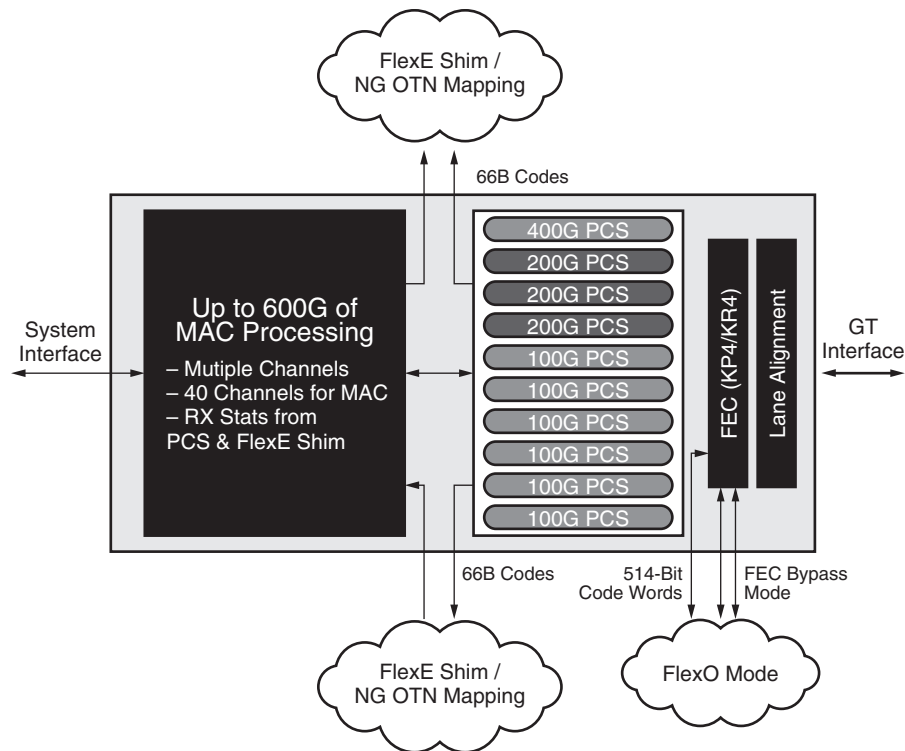 FlexE Shim /
NG OTN Mapping
66B Codes
System
Interface
Up to 600G of
MAC Processing
– Mutiple Channels
– 40 Channels for MAC
– RX Stats from
PCS & FlexE Shim
400G PCS
200G PCS
200G PCS
200G PCS
100G PCS
100G PCS
100G PCS
100G PCS
100G PCS
100G PCS
FEC (KP4/KR4)
Lane Alignment
GT
Interface
66B Codes
514-Bit
Code Words
FEC Bypass
Mode
FlexE Shim /
NG OTN Mapping
FlexO Mode